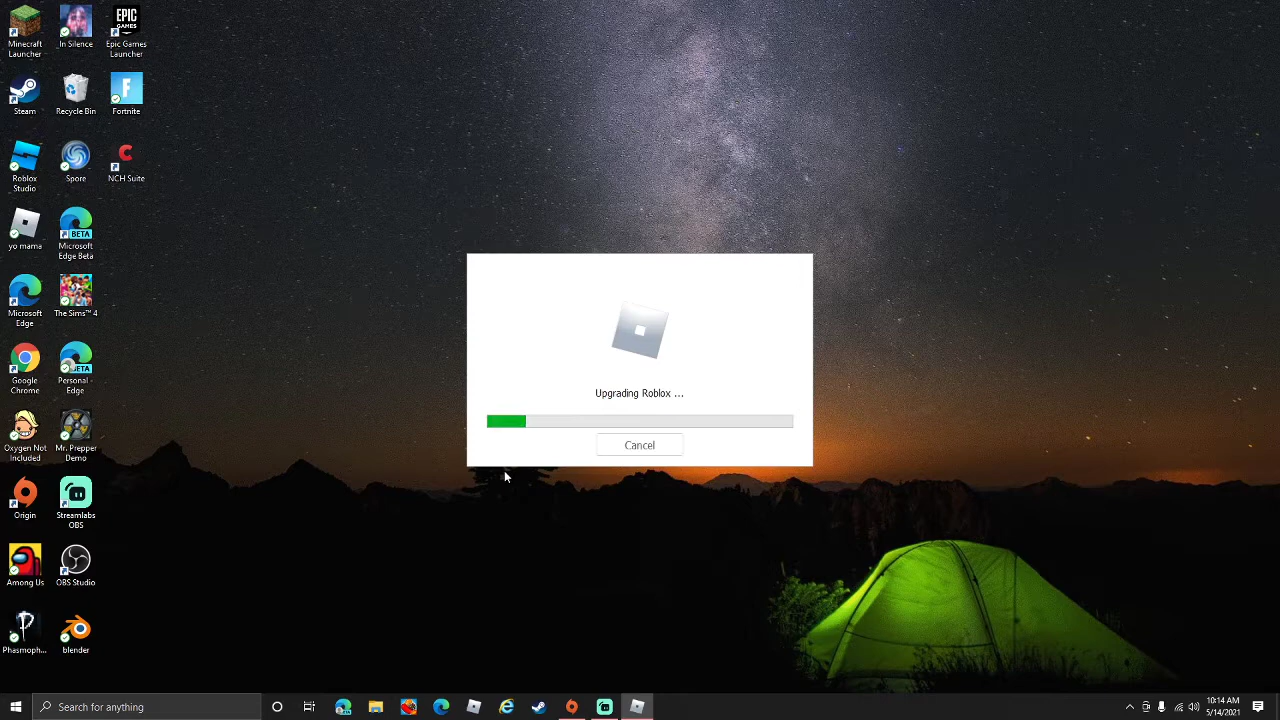 Minecraft
Launcher
In Silence
EPIC
GAMES
Epic Games
Launcher
Steam
Recycle Bin
F
Fortnite
Roblox
Studio
Spore
NCH Suite
yo mama
BETA
Microsoft
Edge Beta
Microsoft
Edge
The Sims™ 4
Google
Chrome
BETA
Personal -
Edge
Oxygen Not
Included
Mr. Prepper
Demo
Origin
Streamlabs
OBS
Among Us
OBS Studio
Phasmoph...
blender
Upgrading Roblox ...
Cancel
Search for anything
10:14 AM
5/14/2021